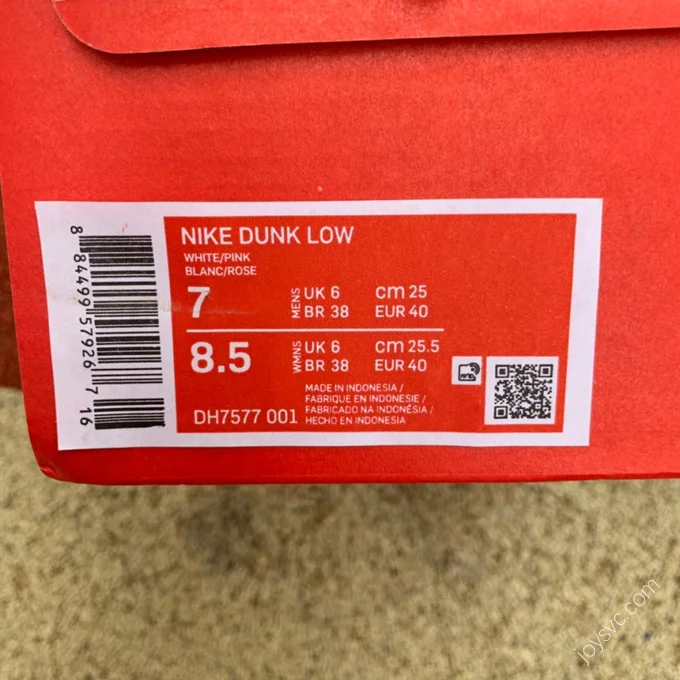 NIKE DUNK LOW
WHITE/PINK
BLANC/ROSE
7 MENS UK 6 cm 25
BR 38 EUR 40
8.5 WMNS UK 6 cm 25.5
BR 38 EUR 40
DH7577 001
MADE IN INDONESIA /
FABRIQUE EN INDONESIE /
FABRICADO NA INDONÉSIA /
HECHO EN INDONESIA
8 84499 57926 7 16
joysvc.com